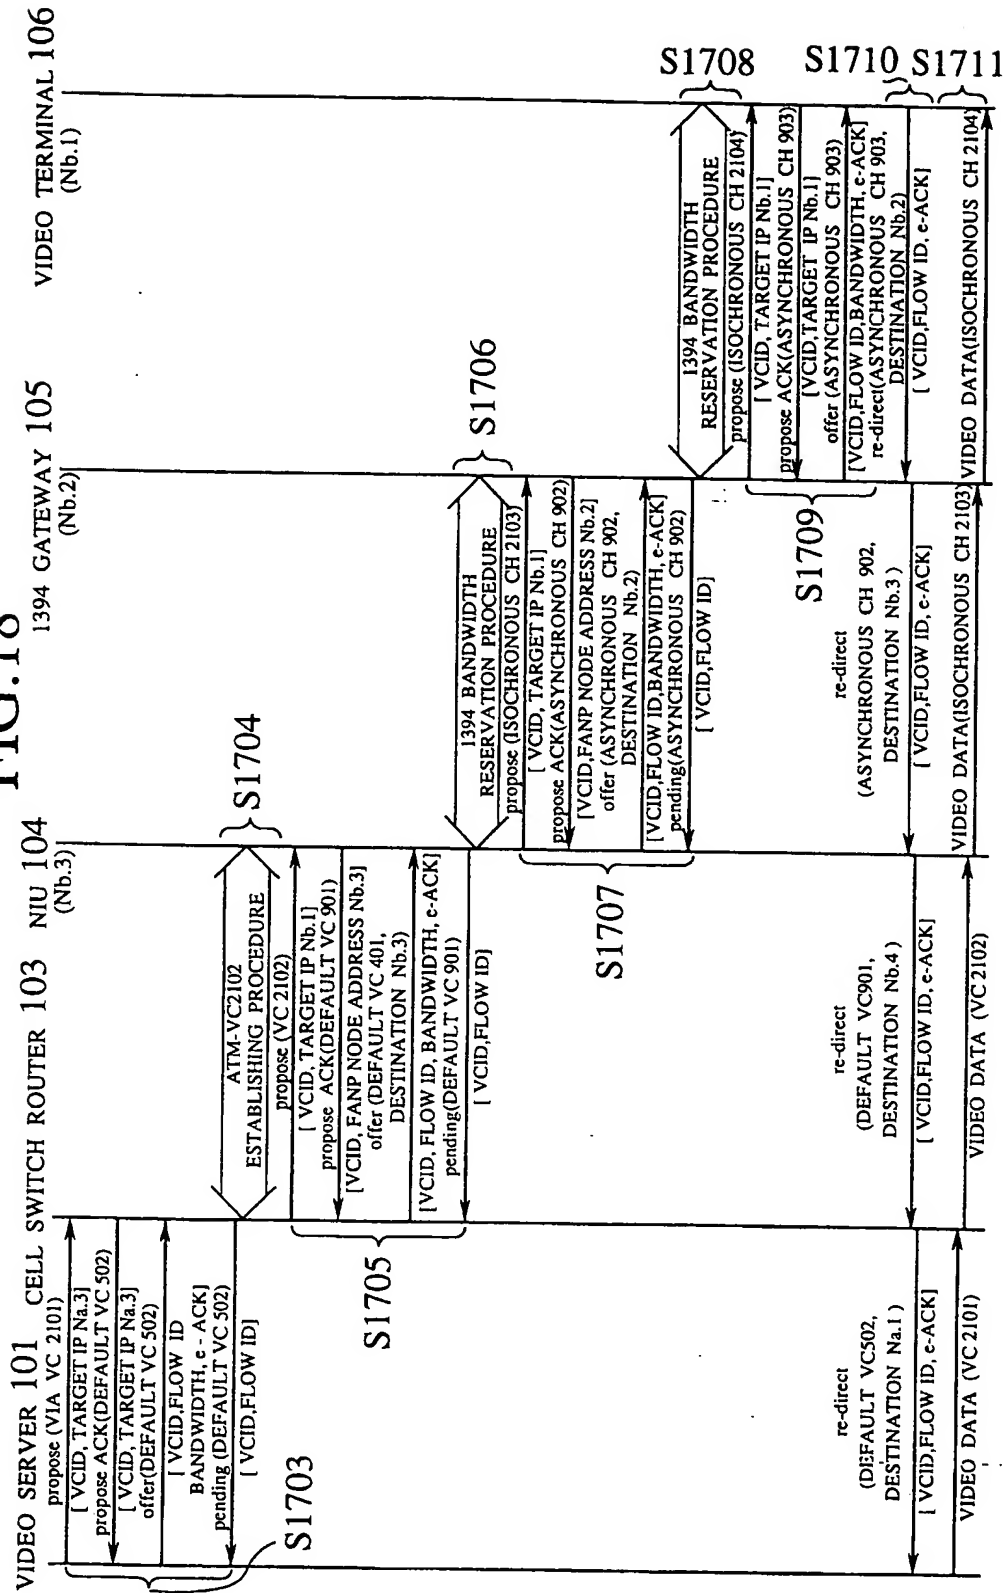 FIG.18
VIDEO SERVER 101
CELL SWITCH ROUTER 103
NIU 104
(Nb.3)
1394 GATEWAY 105
(Nb.2)
VIDEO TERMINAL 106
(Nb.1)
propose (VIA VC 2101)
[ VCID, TARGET IP Na.3]
propose ACK(DEFAULT VC 502)
[ VCID, TARGET IP Na.3]
offer(DEFAULT VC 502)
[ VCID,FLOW ID
BANDWIDTH, e - ACK]
pending (DEFAULT VC 502)
[ VCID,FLOW ID]
S1703
ATM-VC2102
ESTABLISHING PROCEDURE
S1704
propose (VC 2102)
[ VCID, TARGET IP Nb.1]
propose ACK(DEFAULT VC 901)
[VCID, FANP NODE ADDRESS Nb.3]
offer (DEFAULT VC 401,
DESTINATION Nb.3)
[VCID, FLOW ID, BANDWIDTH, e-ACK]
pending(DEFAULT VC 901)
[ VCID,FLOW ID]
S1705
1394 BANDWIDTH
RESERVATION PROCEDURE
S1706
propose (ISOCHRONOUS CH 2103)
[ VCID, TARGET IP Nb.1]
propose ACK(ASYNCHRONOUS CH 902)
[VCID,FANP NODE ADDRESS Nb.2]
offer (ASYNCHRONOUS CH 902,
DESTINATION Nb.2)
[VCID,FLOW ID,BANDWIDTH, e-ACK]
pending(ASYNCHRONOUS CH 902)
[VCID,FLOW ID]
S1707
1394 BANDWIDTH
RESERVATION PROCEDURE
S1708
propose (ISOCHRONOUS CH 2104)
[ VCID, TARGET IP Nb.1]
propose ACK(ASYNCHRONOUS CH 903)
[VCID,TARGET IP Nb.1]
offer (ASYNCHRONOUS CH 903)
[VCID,FLOW ID,BANDWIDTH, e-ACK]
S1709
re-direct(ASYNCHRONOUS CH 903,
DESTINATION Nb.2)
[ VCID,FLOW ID, e-ACK]
S1710
re-direct
(ASYNCHRONOUS CH 902,
DESTINATION Nb.3 )
[ VCID,FLOW ID, e-ACK]
re-direct
(DEFAULT VC901,
DESTINATION Nb.4 )
[ VCID,FLOW ID, e-ACK]
re-direct
(DEFAULT VC502,
DESTINATION Na.1 )
[ VCID,FLOW ID, e-ACK]
VIDEO DATA (VC 2101)
VIDEO DATA (VC 2102)
VIDEO DATA(ISOCHRONOUS CH 2103)
VIDEO DATA(ISOCHRONOUS CH 2104)
S1711